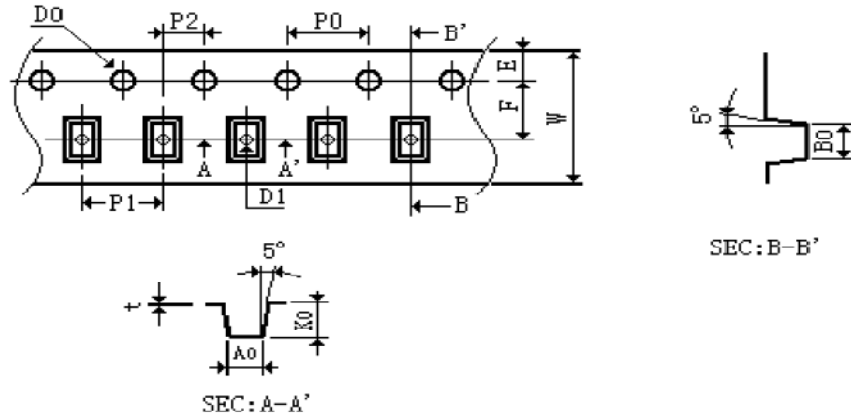 D0
P2
P0
B'
E
F
W
A
A'
P1
D1
B
5°
B0
SEC:B-B'
5°
t
K0
A0
SEC:A-A'